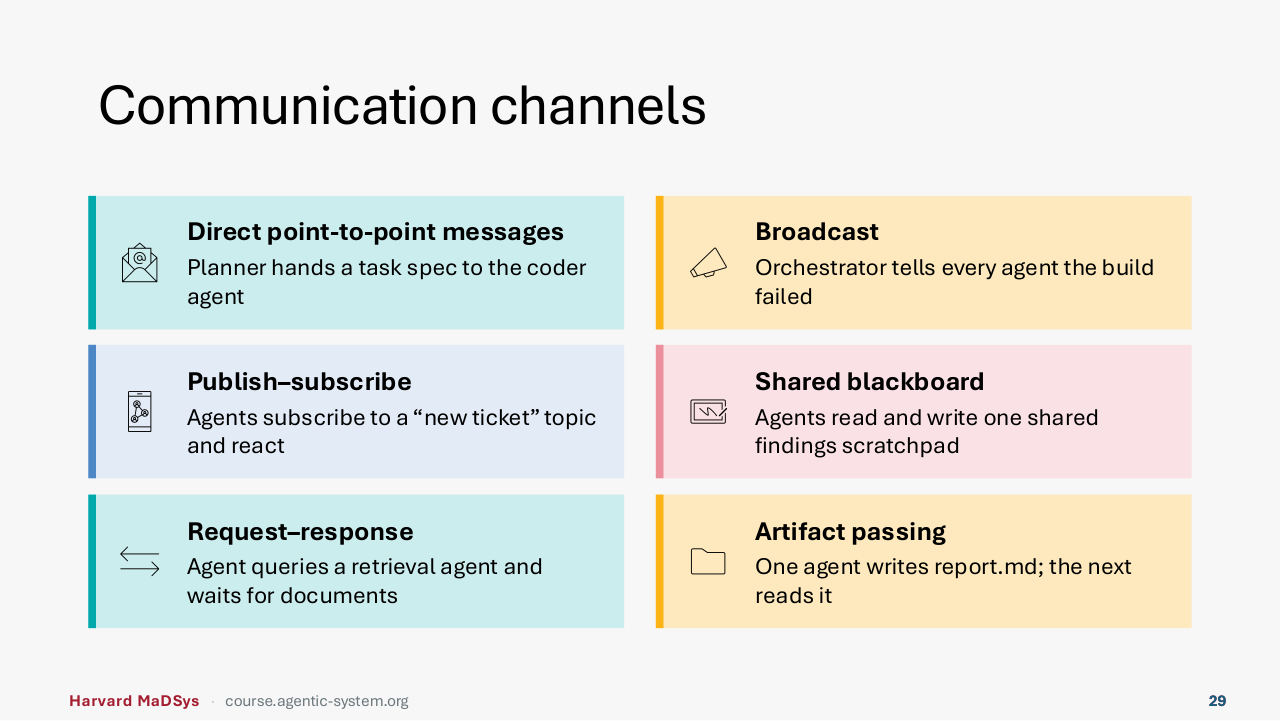 Communication channels
Direct point-to-point messages
Planner hands a task spec to the coder
agent
Broadcast
Orchestrator tells every agent the build
failed
Publish–subscribe
Agents subscribe to a “new ticket” topic
and react
Shared blackboard
Agents read and write one shared
findings scratchpad
Request–response
Agent queries a retrieval agent and
waits for documents
Artifact passing
One agent writes report.md; the next
reads it
Harvard MaDSys · course.agentic-system.org
29